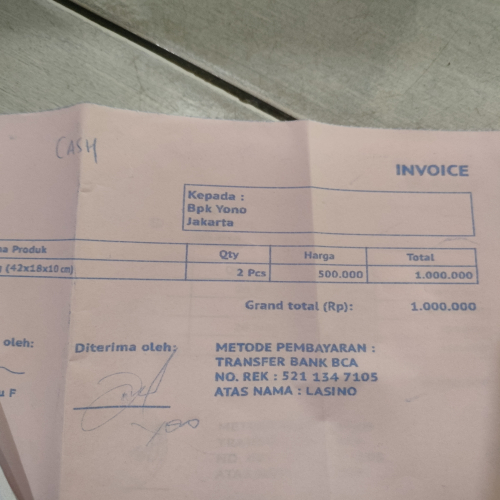 CASH
INVOICE
Kepada :
Bpk Yono
Jakarta
Produk Qty Harga Total
(42x18x10 cm) 2 Pcs 500.000 1.000.000
Grand total (Rp): 1.000.000
oleh: Diterima oleh:
METODE PEMBAYARAN :
TRANSFER BANK BCA
NO. REK : 521 134 7105
ATAS NAMA : LASINO
F
Yono